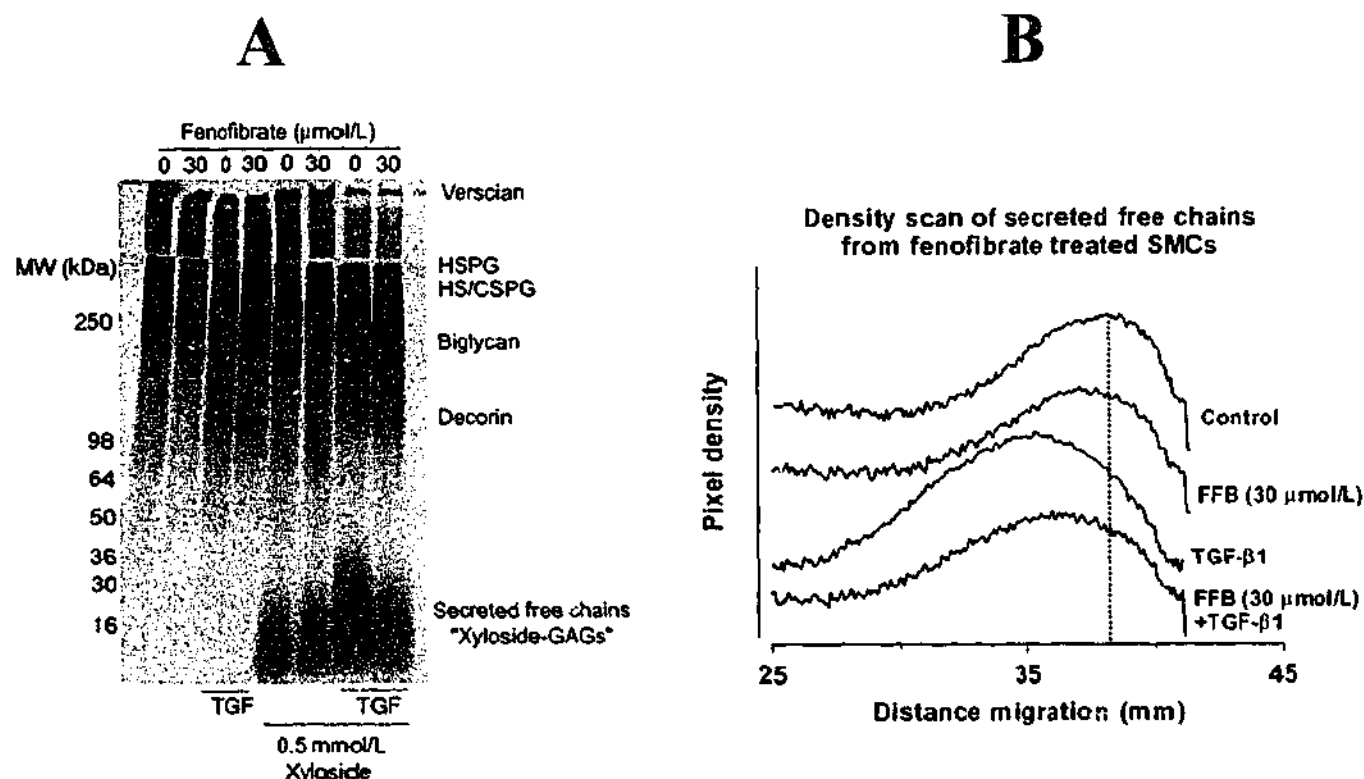 A
Fenofibrate (µmol/L)
0 30 0 30 0 30 0 30
Verscian
MW (kDa)
HSPG
HS/CSPG
250
Biglycan
Decorin
98
64
50
36
30
16
Secreted free chains
"Xyloside-GAGs"
TGF TGF
0.5 mmol/L
Xyloside
B
Density scan of secreted free chains
from fenofibrate treated SMCs
Pixel density
Control
FFB (30 µmol/L)
TGF-β1
FFB (30 µmol/L)
+TGF-β1
25 35 45
Distance migration (mm)